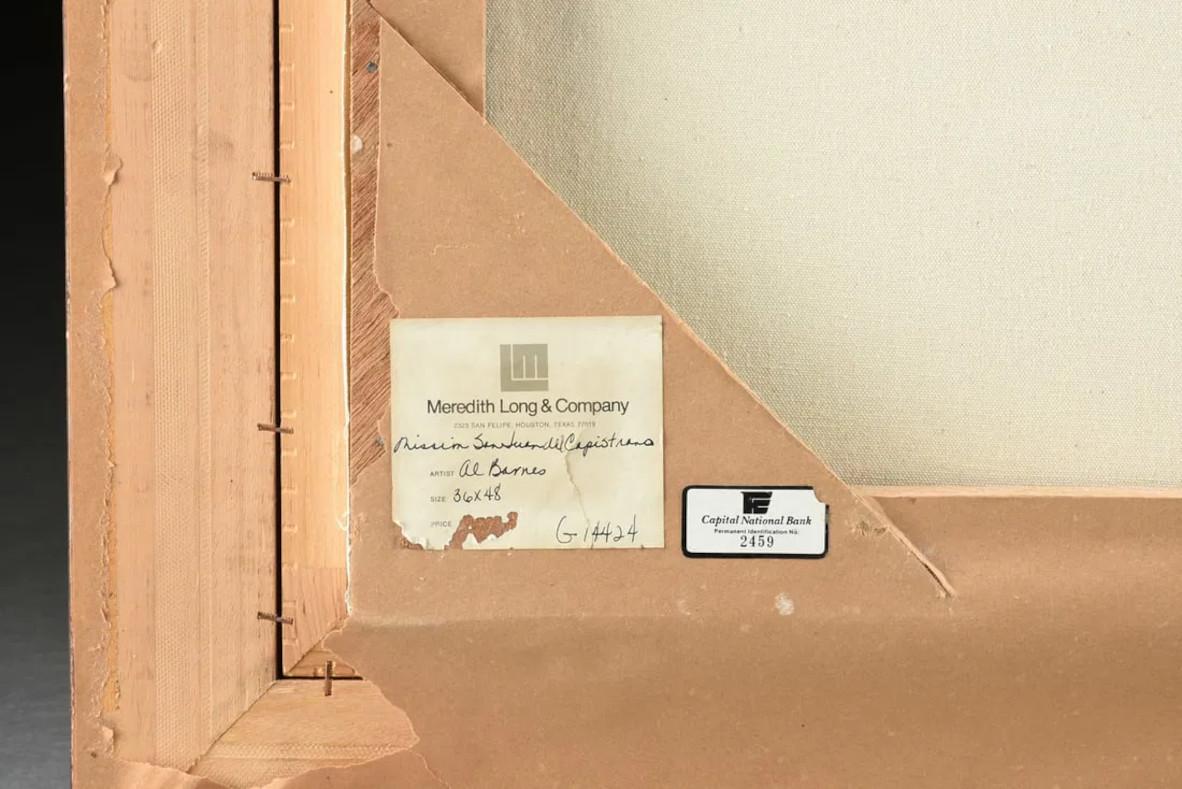 LM
Meredith Long & Company
2323 SAN FELIPE, HOUSTON, TEXAS 77019
Mission San Juan de Capistrano
ARTIST Al Barnes
SIZE 36X48
PRICE
G-14424
Capital National Bank
Permanent Identification No.
2459